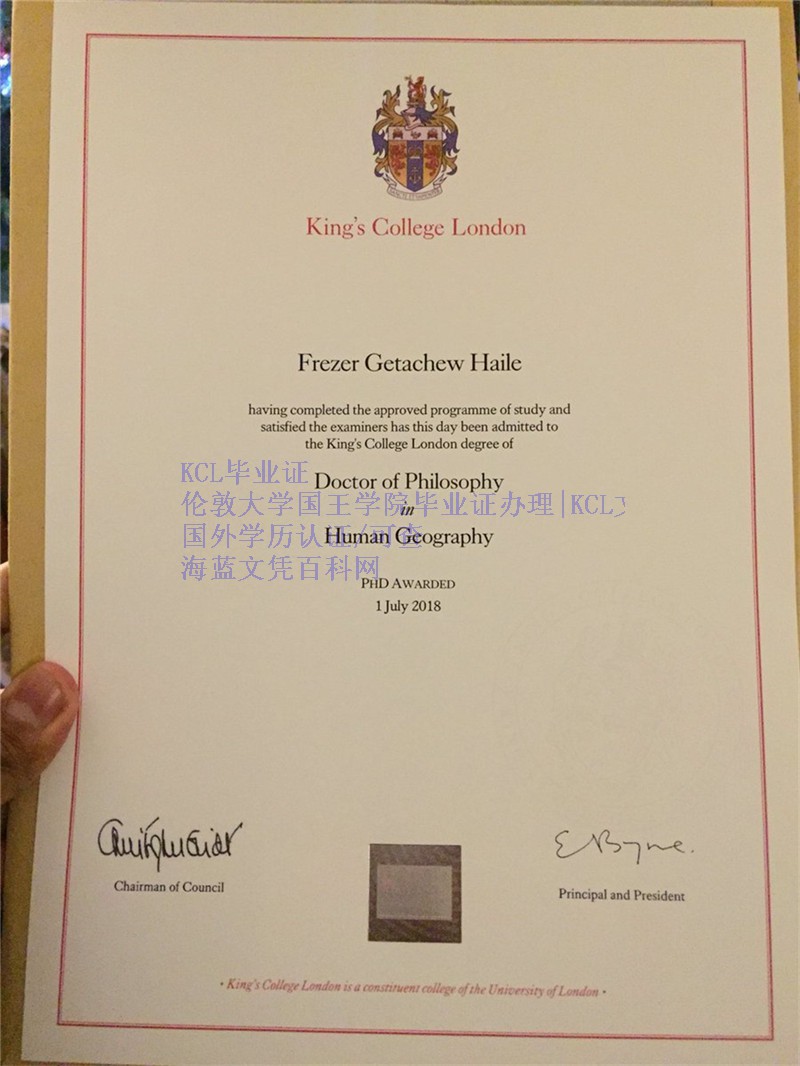 King's College London
Frezer Getachew Haile
having completed the approved programme of study and
satisfied the examiners has this day been admitted to
the King's College London degree of
KCL毕业证
Doctor of Philosophy
伦敦大学国王学院毕业证办理|KCL
in
国外学历认证/可查
Human Geography
海蓝文凭百科网
PHD AWARDED
1 July 2018
Chairman of Council
Principal and President
• King's College London is a constituent college of the University of London •